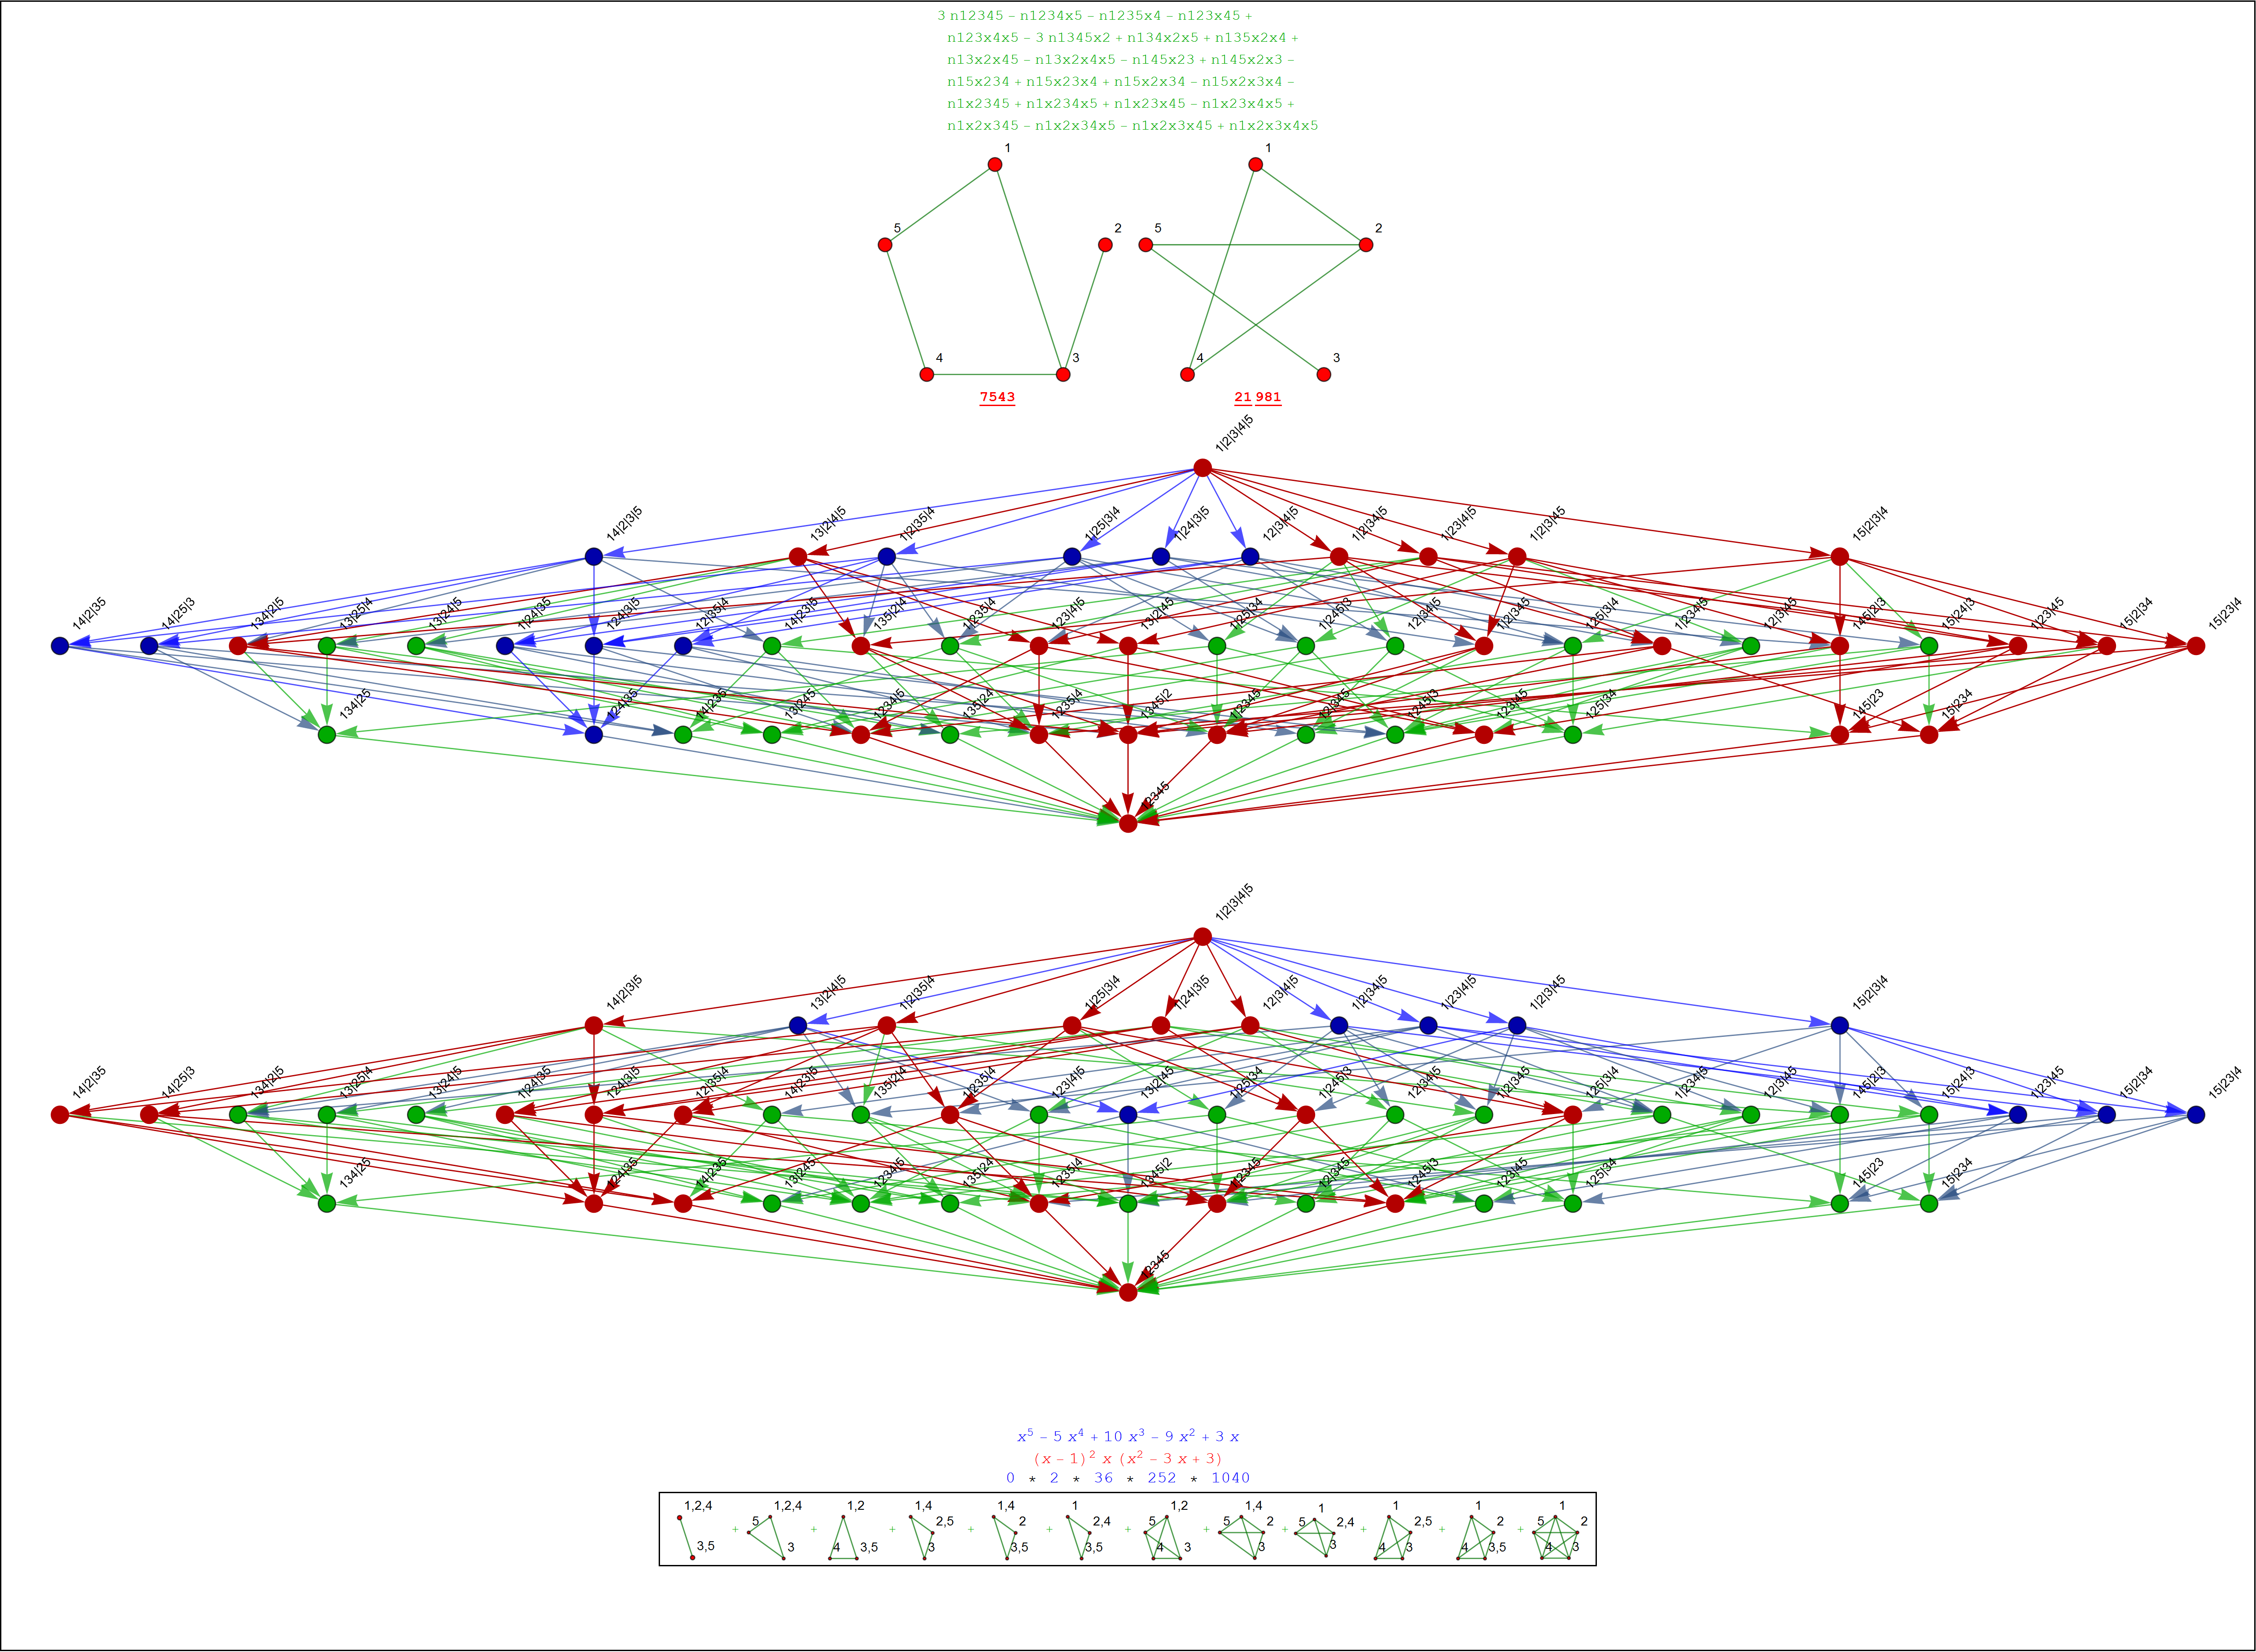 3 n12345 – n1234x5 – n1235x4 – n123x45 +
n123x4x5 – 3 n1345x2 + n134x2x5 + n135x2x4 +
n13x2x45 – n13x2x4x5 – n145x23 + n145x2x3 –
n15x234 + n15x23x4 + n15x2x34 – n15x2x3x4 –
n1x2345 + n1x234x5 + n1x23x45 – n1x23x4x5 +
n1x2x345 – n1x2x34x5 – n1x2x3x45 + n1x2x3x4x5
1 1
5 2 5 2
4 3 4 3
7543 21 981
1|2|3|4|5
14|2|3|5 13|2|4|5 1|2|35|4 1|25|3|4 1|24|3|5 12|3|4|5 1|2|34|5 1|23|4|5 1|2|3|45 15|2|3|4
14|2|35 14|25|3 134|2|5 13|25|4 13|24|5 1|24|35 124|3|5 12|35|4 14|23|5 135|2|4 1|235|4 123|4|5 13|2|45 1|25|34 1|245|3 12|34|5 1|2|345 125|3|4 1|234|5 12|3|45 145|2|3 15|24|3 1|23|45 15|2|34 15|23|4
134|25 124|35 14|235 13|245 1234|5 135|24 1235|4 1345|2 1|2345 12|345 1245|3 123|45 125|34 145|23 15|234
12345
1|2|3|4|5
14|2|3|5 13|2|4|5 1|2|35|4 1|25|3|4 1|24|3|5 12|3|4|5 1|2|34|5 1|23|4|5 1|2|3|45 15|2|3|4
14|2|35 14|25|3 134|2|5 13|25|4 13|24|5 1|24|35 124|3|5 12|35|4 14|23|5 135|2|4 1|235|4 123|4|5 13|2|45 1|25|34 1|245|3 12|34|5 1|2|345 125|3|4 1|234|5 12|3|45 145|2|3 15|24|3 1|23|45 15|2|34 15|23|4
134|25 124|35 14|235 13|245 1234|5 135|24 1235|4 1345|2 1|2345 12|345 1245|3 123|45 125|34 145|23 15|234
12345
x⁵ – 5 x⁴ + 10 x³ – 9 x² + 3 x
(x – 1)² x (x² – 3 x + 3)
0 * 2 * 36 * 252 * 1040
1,2,4 1,2,4 1,2 1,4 1,4 1 1,2 1,4 1 1 1 1
+ 5 + + 2,5 + 2 + 2,4 + 5 + 5 2 + 5 2,4 + 2,5 + 2 + 5 2
3,5 3 4 3,5 3 3,5 3,5 4 3 3 3 4 3 4 3,5 4 3